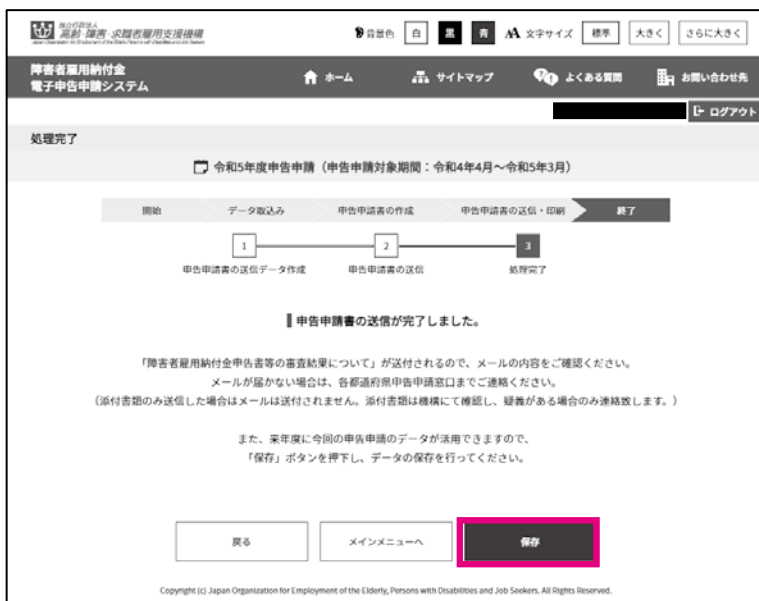 独立行政法人
高齢・障害・求職者雇用支援機構
Japan Organization for Employment of the Elderly, Persons with Disabilities and Job Seekers
背景色 白 黒 青 AA 文字サイズ 標準 大きく さらに大きく
障害者雇用納付金
電子申告申請システム
ホーム サイトマップ よくある質問 お問い合わせ先
ログアウト
処理完了
令和5年度申告申請（申告申請対象期間：令和4年4月～令和5年3月）
開始 データ取込み 申告申請書の作成 申告申請書の送信・印刷 終了
1 2 3
申告申請書の送信データ作成 申告申請書の送信 処理完了
申告申請書の送信が完了しました。
「障害者雇用納付金申告書等の審査結果について」が送付されるので、メールの内容をご確認ください。
メールが届かない場合は、各都道府県申告申請窓口までご連絡ください。
（添付書類のみ送信した場合はメールは送付されません。添付書類は機構にて確認し、疑義がある場合のみ連絡致します。）
また、来年度に今回の申告申請のデータが活用できますので、
「保存」ボタンを押下し、データの保存を行ってください。
戻る メインメニューへ 保存
Copyright (c) Japan Organization for Employment of the Elderly, Persons with Disabilities and Job Seekers. All Rights Reserved.